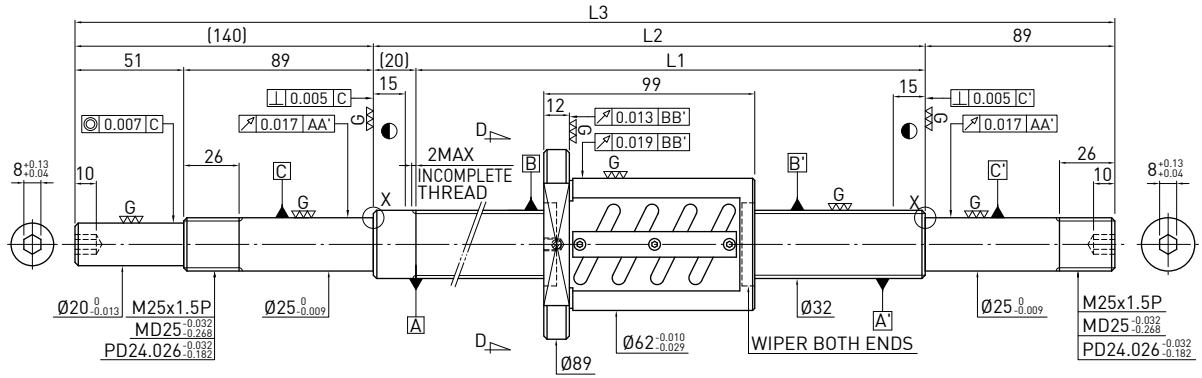 L3
(140)
L2
89
51
89
(20)
L1
15
99
15
⊥ 0.005 C
G
12
↗ 0.013 BB'
G
⊥ 0.005 C'
G
◎ 0.007 C
↗ 0.017 AA'
D
↗ 0.019 BB'
↗ 0.017 AA'
26
2MAX
INCOMPLETE
THREAD
B
G
B'
26
8 +0.13 +0.04
10
G
C
G
X
G
X
G
C'
10
8 +0.13 +0.04
Ø20 0 -0.013
M25x1.5P
MD25 -0.032 -0.268
PD24.026 -0.032 -0.182
Ø25 0 -0.009
A
D
Ø89
Ø62 -0.010 -0.029
WIPER BOTH ENDS
Ø32
A'
Ø25 0 -0.009
M25x1.5P
MD25 -0.032 -0.268
PD24.026 -0.032 -0.182